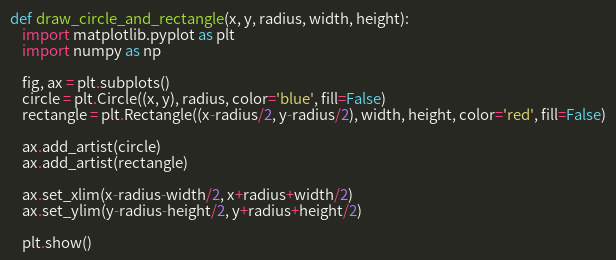 def draw_circle_and_rectangle(x, y, radius, width, height):
    import matplotlib.pyplot as plt
    import numpy as np

    fig, ax = plt.subplots()
    circle = plt.Circle((x, y), radius, color='blue', fill=False)
    rectangle = plt.Rectangle((x-radius/2, y-radius/2), width, height, color='red', fill=False)

    ax.add_artist(circle)
    ax.add_artist(rectangle)

    ax.set_xlim(x-radius-width/2, x+radius+width/2)
    ax.set_ylim(y-radius-height/2, y+radius+height/2)

    plt.show()